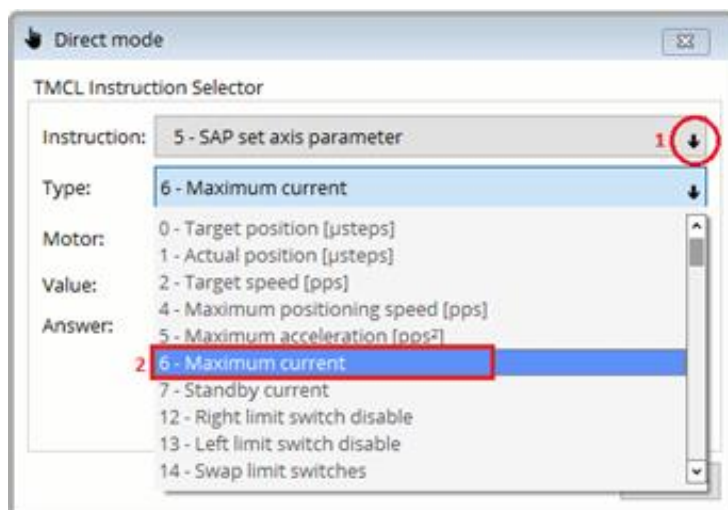 Direct mode
TMCL Instruction Selector
Instruction: 5 - SAP set axis parameter 1
Type: 6 - Maximum current
Motor:
Value:
Answer:
0 - Target position [µsteps]
1 - Actual position [µsteps]
2 - Target speed [pps]
4 - Maximum positioning speed [pps]
5 - Maximum acceleration [pps²]
2 6 - Maximum current
7 - Standby current
12 - Right limit switch disable
13 - Left limit switch disable
14 - Swap limit switches